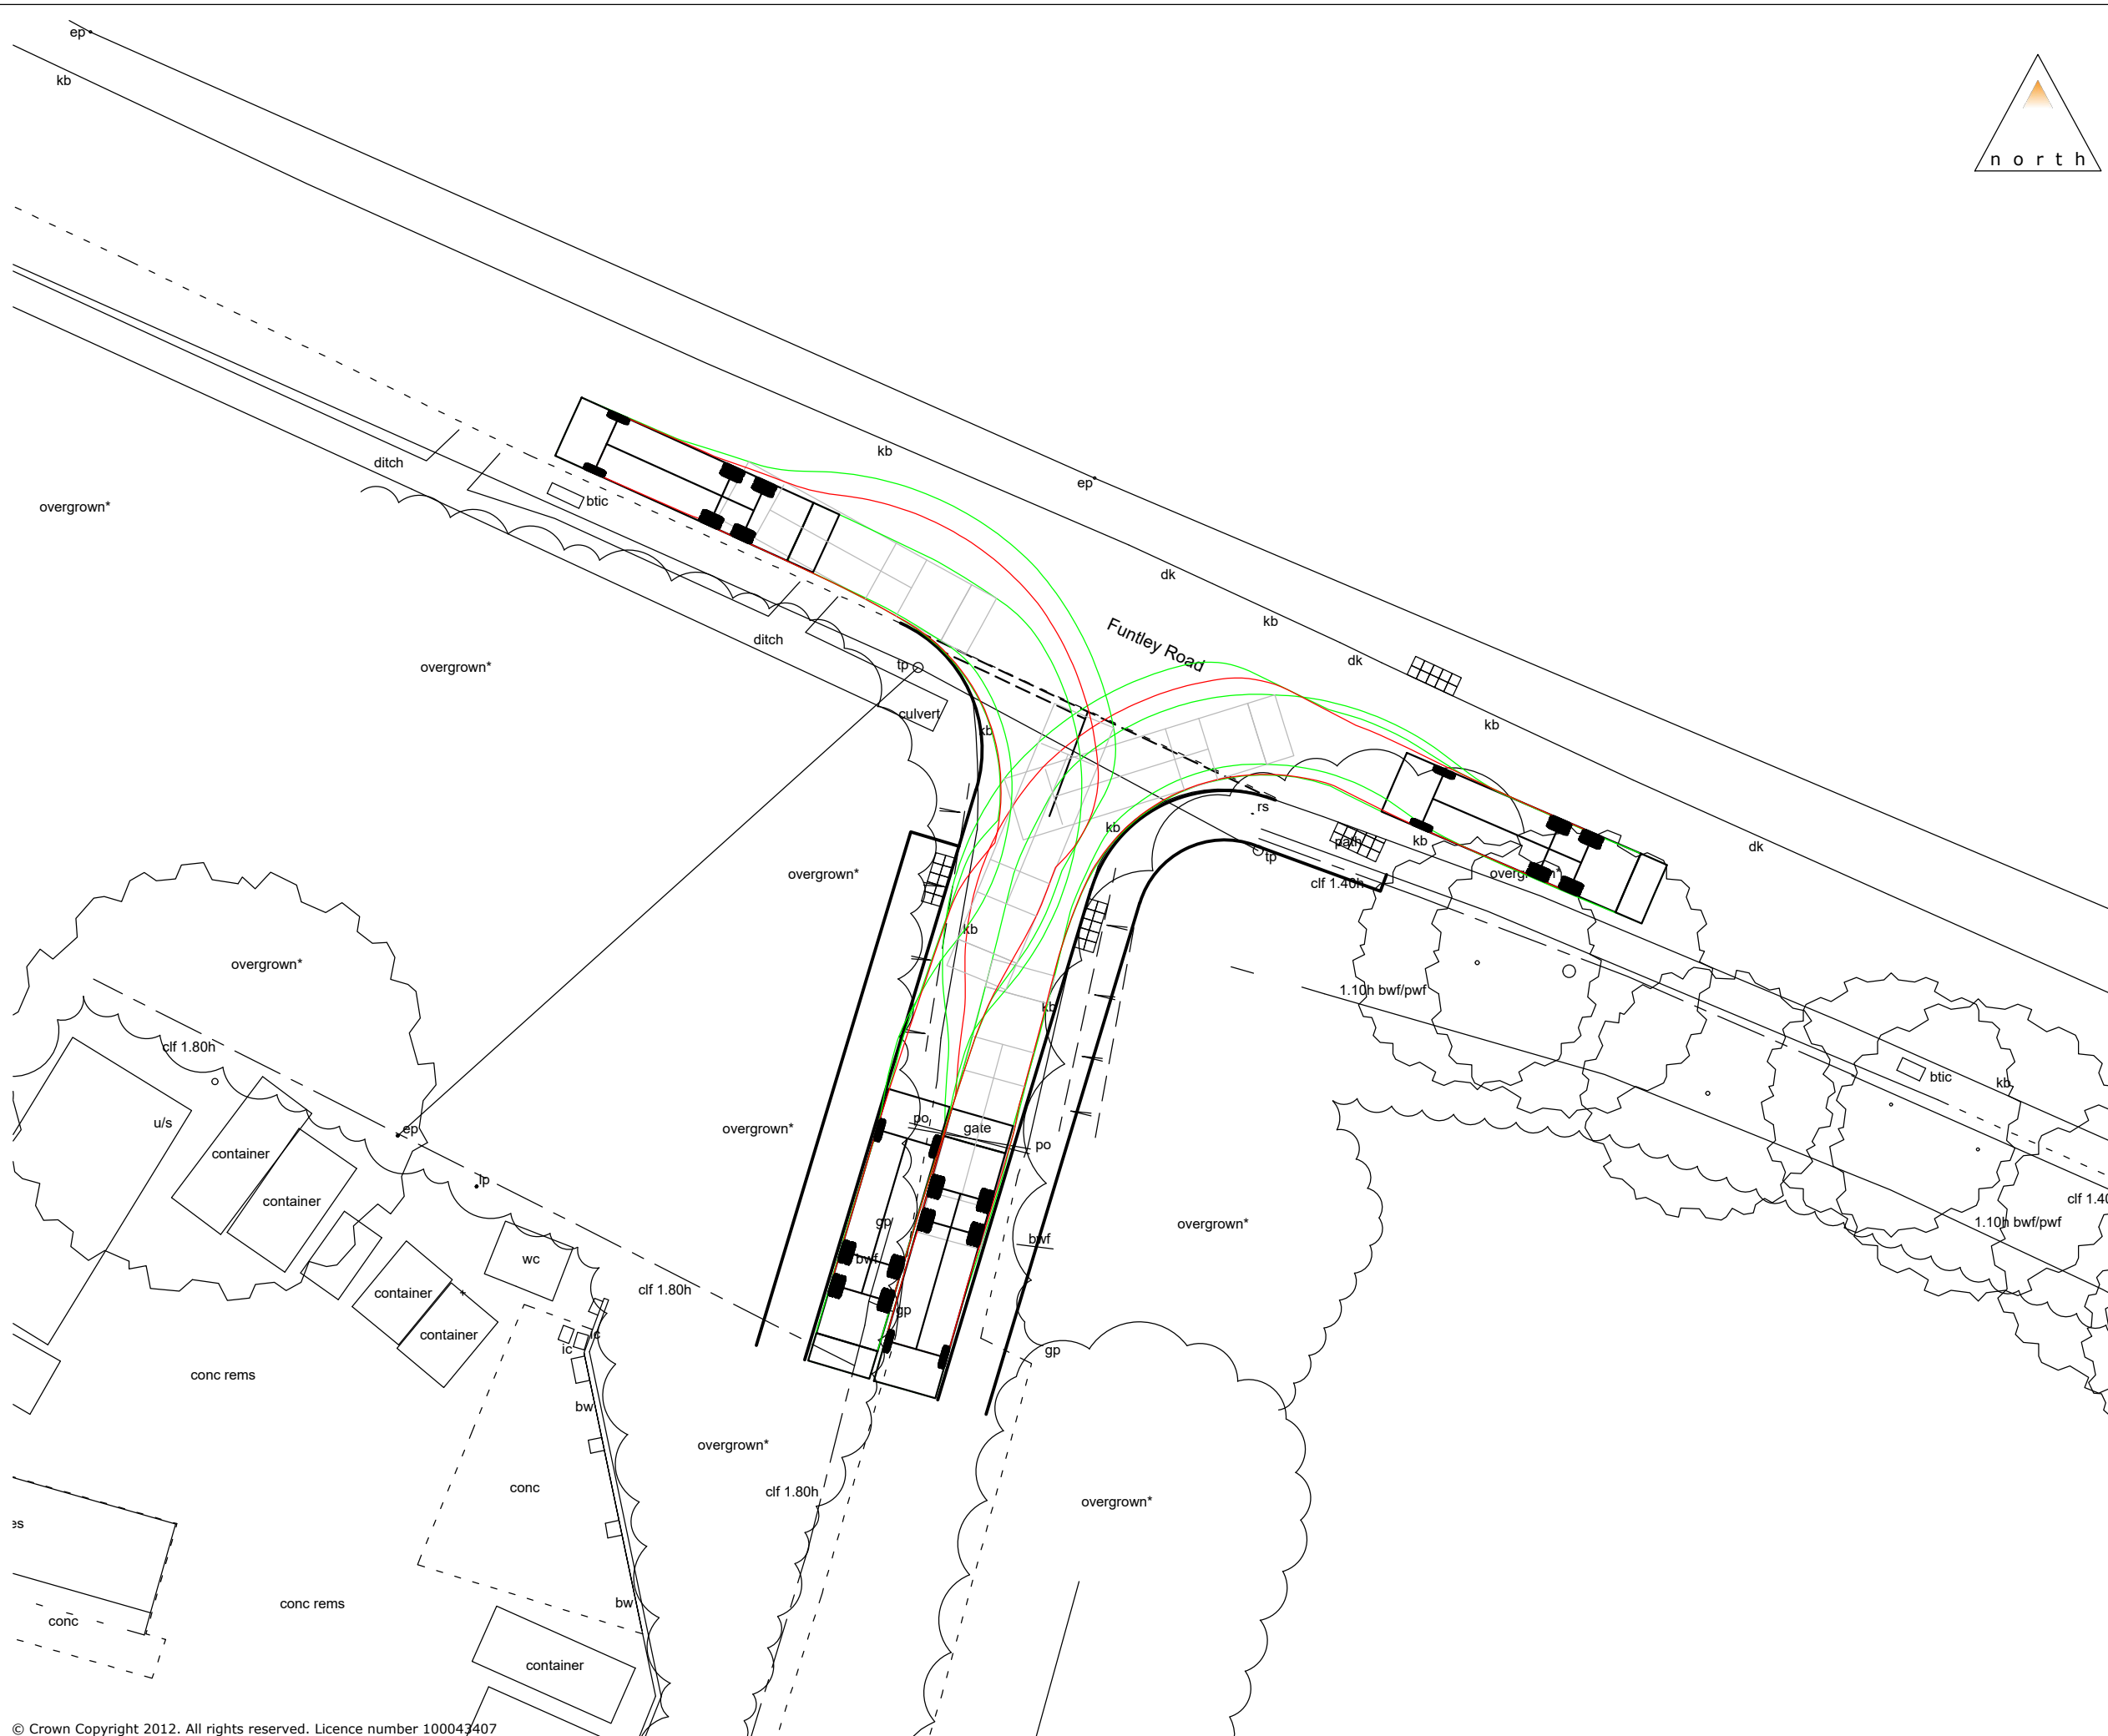 ep
kb
north
kb
ditch
ep
btic
overgrown*
dk
kb
Funtley Road
ditch
overgrown*
tp
dk
culvert
kb
kb
rs
kb
path
kb
dk
tp
overgrown*
clf 1.40h
overgrown*
kb
overgrown*
1.10h bwf/pwf
kb
clf 1.80h
btic
kb
u/s
po
gate
ep
overgrown*
po
container
lp
container
clf 1.40
gp
overgrown*
1.10h bwf/pwf
bwf
wc
bwf
clf 1.80h
container
gp
container
ic
ic
gp
conc rems
bw
overgrown*
conc
clf 1.80h
overgrown*
es
conc rems
bw
conc
container
© Crown Copyright 2012. All rights reserved. Licence number 100043407